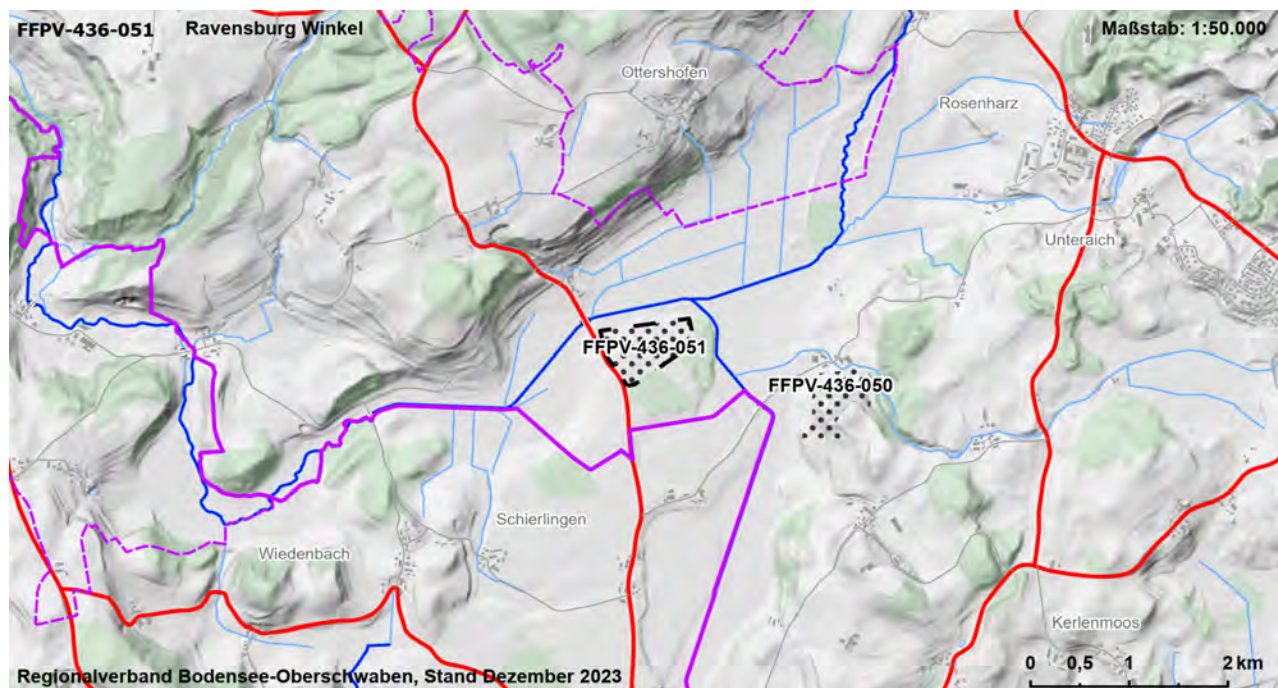 FFPV-436-051 Ravensburg Winkel Maßstab: 1:50.000
Ottershofen
Rosenharz
Unteraich
FFPV-436-051
FFPV-436-050
Schierlingen
Wiedenbach
Kerlenmoos
0 0,5 1 2 km
Regionalverband Bodensee-Oberschwaben, Stand Dezember 2023